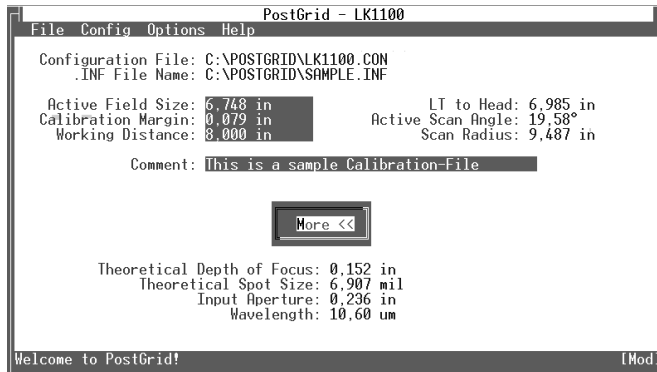 PostGrid - LK1100
File Config Options Help
Configuration File: C:\POSTGRID\LK1100.CON
.INF File Name: C:\POSTGRID\SAMPLE.INF
Active Field Size: 6,748 in LT to Head: 6,985 in
Calibration Margin: 0,079 in Active Scan Angle: 19,58°
Working Distance: 8,000 in Scan Radius: 9,487 in
Comment: This is a sample Calibration-File
More <<
Theoretical Depth of Focus: 0,152 in
Theoretical Spot Size: 6,907 mil
Input Aperture: 0,236 in
Wavelength: 10,60 um
Welcome to PostGrid! [Mod]